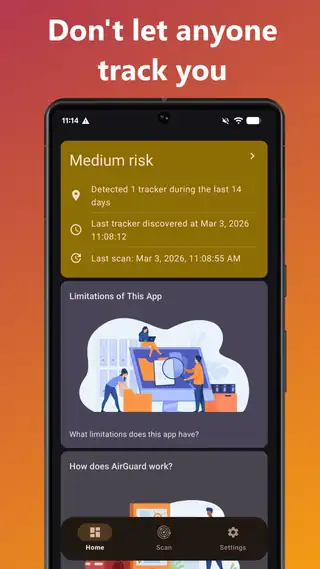 Don't let anyone
track you
11:14
Medium risk
Detected 1 tracker during the last 14
days
Last tracker discovered at Mar 3, 2026
11:08:12
Last scan: Mar 3, 2026, 11:08:55 AM
Limitations of This App
What limitations does this app have?
How does AirGuard work?
Home
Scan
Settings